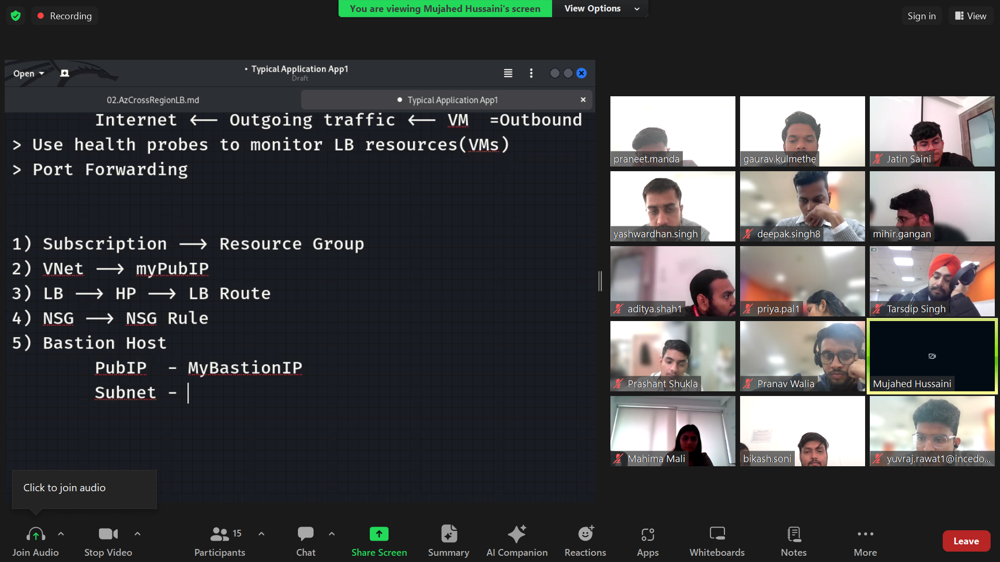 Recording
You are viewing Mujahed Hussaini's screen
View Options
Sign in
View
Open
• Typical Application App1
Draft
02.AzCrossRegionLB.md
• Typical Application App1
Internet <-- Outgoing traffic <-- VM =Outbound
> Use health probes to monitor LB resources(VMs)
> Port Forwarding
1) Subscription --> Resource Group
2) VNet --> myPubIP
3) LB --> HP --> LB Route
4) NSG --> NSG Rule
5) Bastion Host
PubIP - MyBastionIP
Subnet -
praneet.manda
gaurav.kulmethe
Jatin Saini
yashwardhan.singh
deepak.singh8
mihir.gangan
aditya.shah1
priya.pal1
Tarsdip Singh
Prashant Shukla
Pranav Walia
Mujahed Hussaini
Mahima Mali
bikash.soni
yuvraj.rawat1@incedo...
Click to join audio
15
Join Audio
Stop Video
Participants
Chat
Share Screen
Summary
AI Companion
Reactions
Apps
Whiteboards
Notes
More
Leave